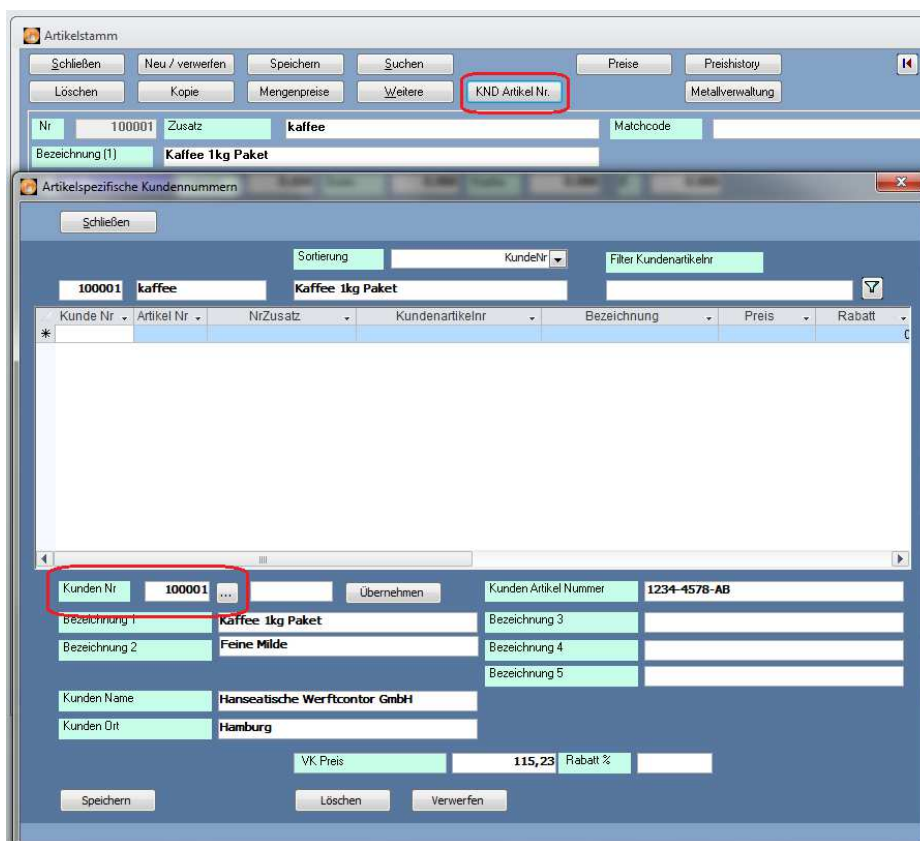 Artikelstamm
Schließen Neu / verwerfen Speichern Suchen Preise Preishistory
Löschen Kopie Mengenpreise Weitere KND Artikel Nr. Metallverwaltung
Nr 100001 Zusatz kaffee Matchcode
Bezeichnung (1) Kaffee 1kg Paket
Artikelspezifische Kundennummern
Schließen
Sortierung KundeNr Filter Kundenartikelnr
100001 kaffee Kaffee 1kg Paket
Kunde Nr Artikel Nr NrZusatz Kundenartikelnr Bezeichnung Preis Rabatt
* 0
Kunden Nr 100001 ... Übernehmen Kunden Artikel Nummer 1234-4578-AB
Bezeichnung 1 Kaffee 1kg Paket Bezeichnung 3
Bezeichnung 2 Feine Milde Bezeichnung 4
Bezeichnung 5
Kunden Name Hanseatische Werftcontor GmbH
Kunden Ort Hamburg
VK Preis 115,23 Rabatt %
Speichern Löschen Verwerfen